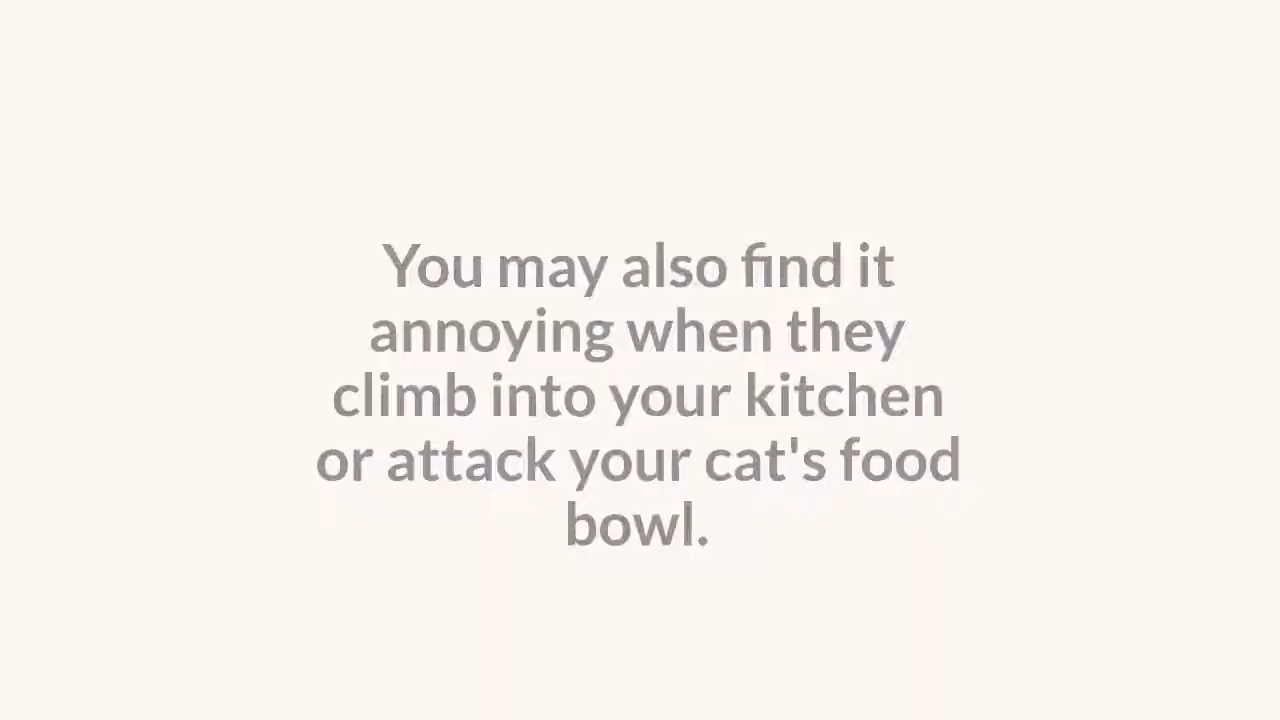 You may also find it
annoying when they
climb into your kitchen
or attack your cat's food
bowl.